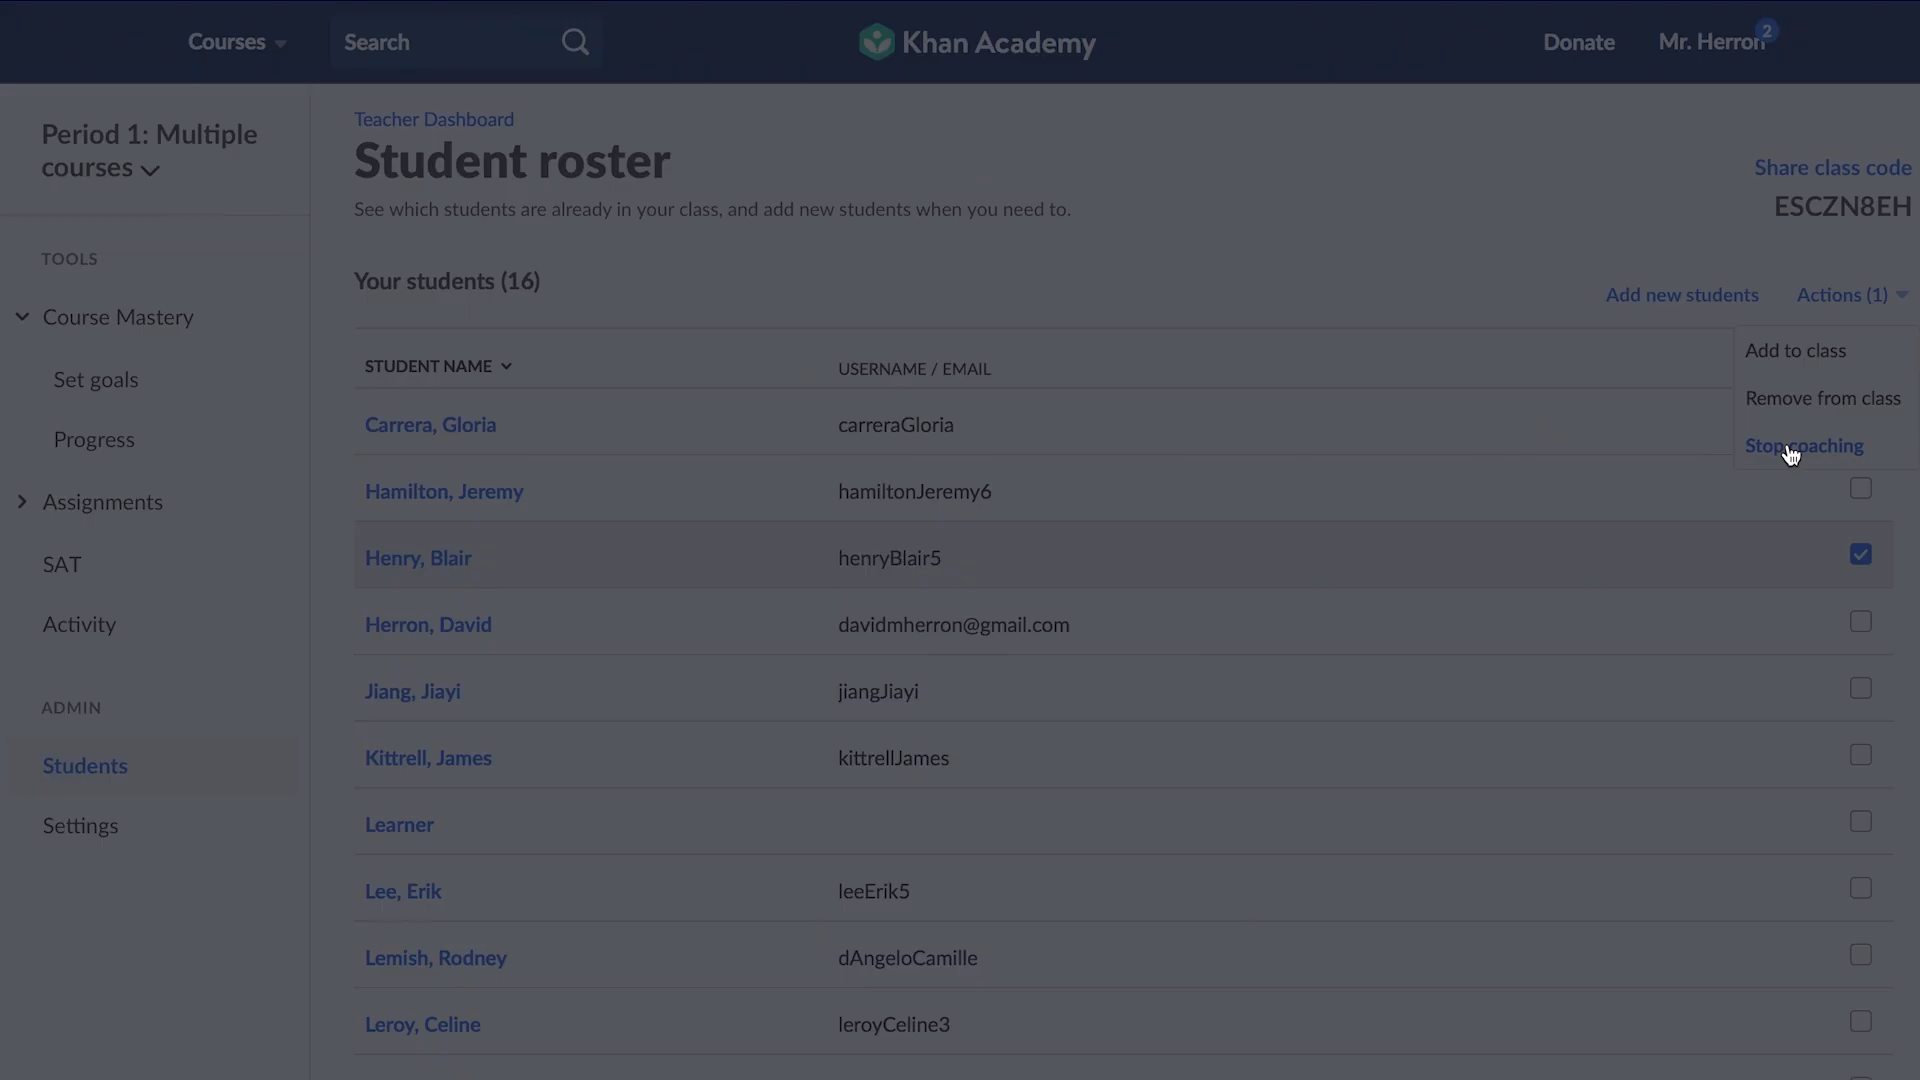 Courses
Search
Khan Academy
Donate
Mr. Herron
2
Period 1: Multiple
courses
Teacher Dashboard
Student roster
See which students are already in your class, and add new students when you need to.
Share class code
ESCZN8EH
TOOLS
Course Mastery
Set goals
Progress
Assignments
SAT
Activity
ADMIN
Students
Settings
Your students (16)
Add new students
Actions (1)
Add to class
Remove from class
Stop coaching
STUDENT NAME
USERNAME / EMAIL
Carrera, Gloria
carreraGloria
Hamilton, Jeremy
hamiltonJeremy6
Henry, Blair
henryBlair5
Herron, David
davidmherron@gmail.com
Jiang, Jiayi
jiangJiayi
Kittrell, James
kittrellJames
Learner
Lee, Erik
leeErik5
Lemish, Rodney
dAngeloCamille
Leroy, Celine
leroyCeline3